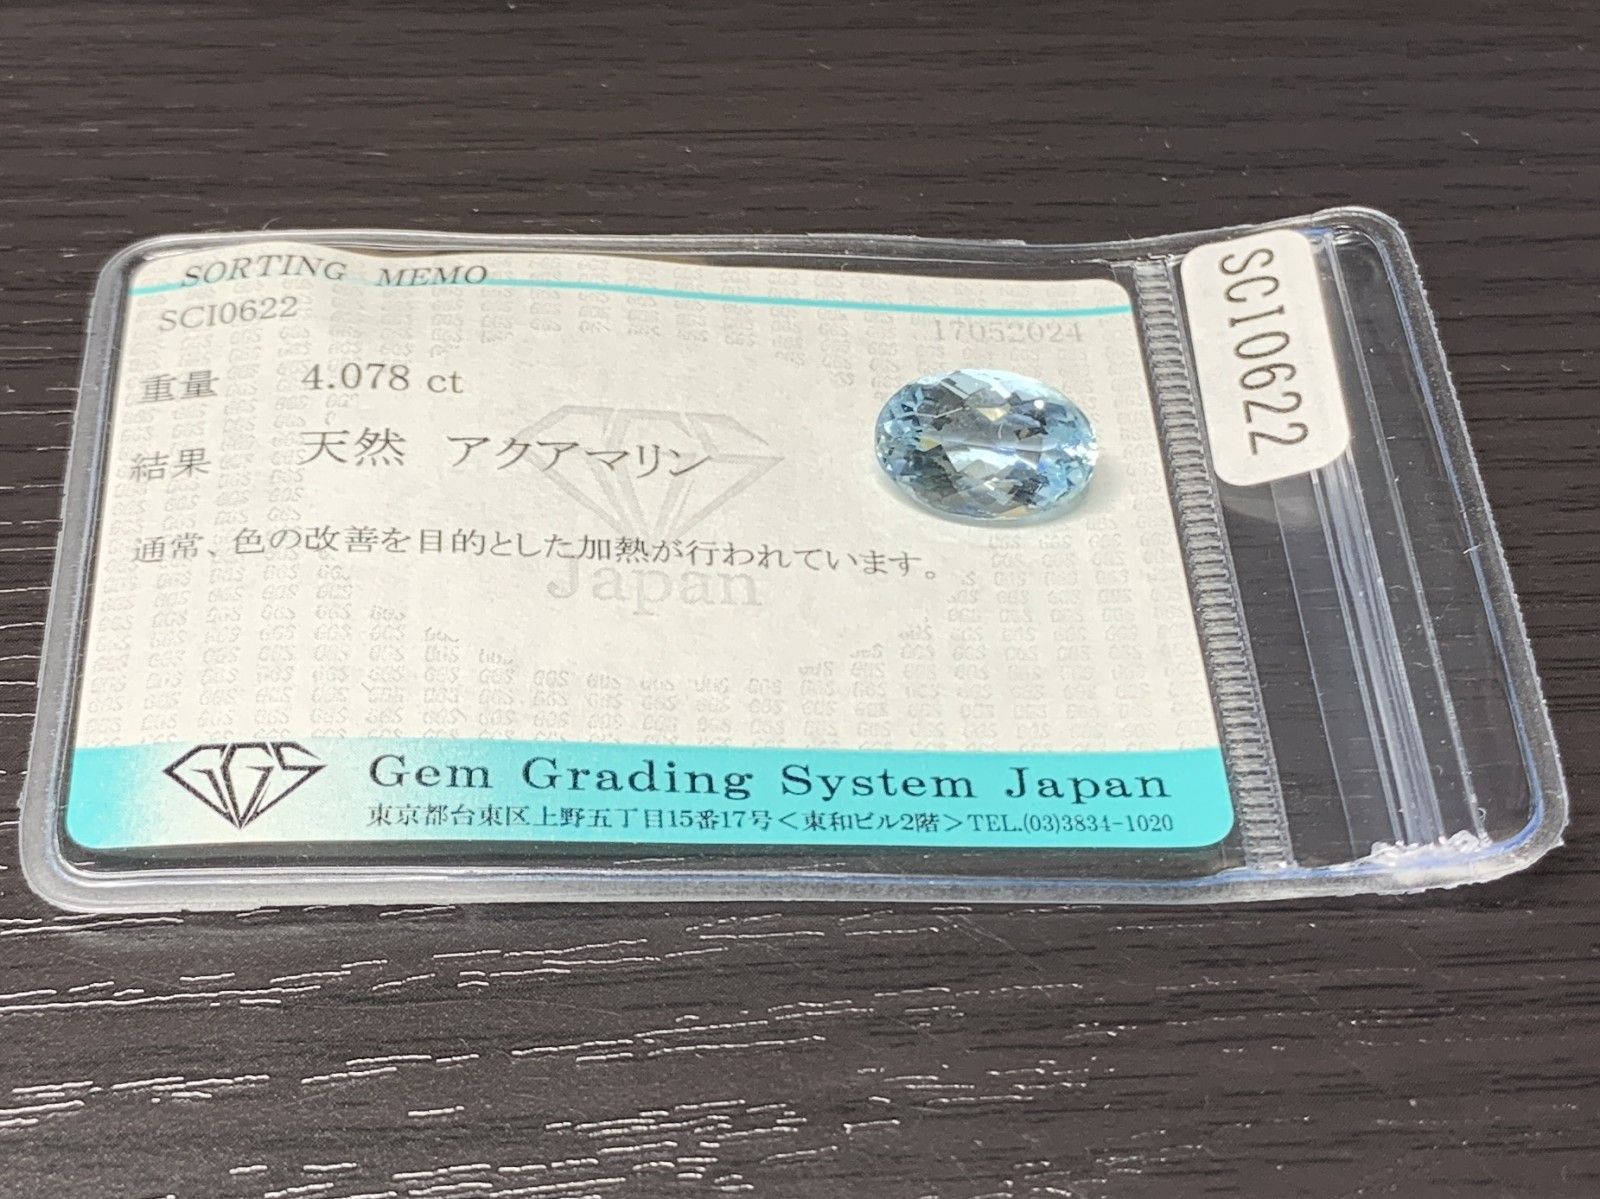 SORTING MEMO
SCI0622
17052024
重量 4.078 ct
結果 天然 アクアマリン
通常、色の改善を目的とした加熱が行われています。
Japan
GGS
Gem Grading System Japan
東京都台東区上野五丁目15番17号<東和ビル2階>TEL.(03)3834-1020
SCI0622